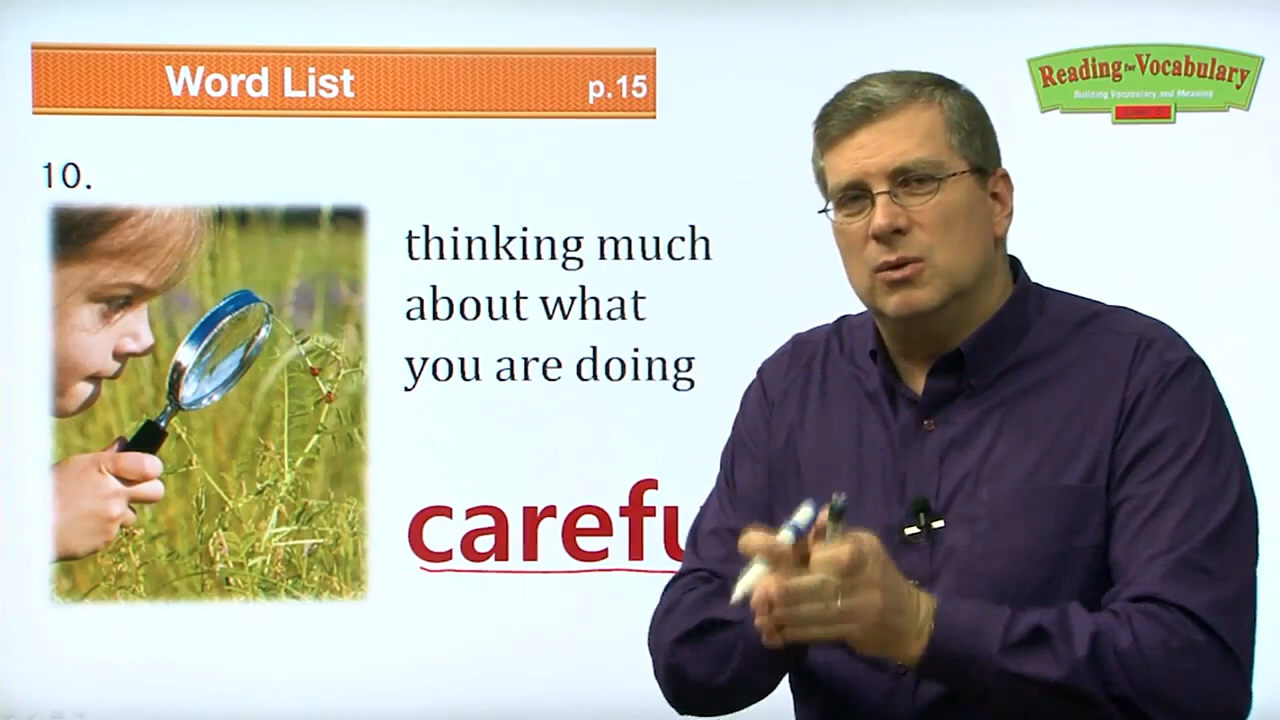 Word List p.15
Reading for Vocabulary
Building Vocabulary and Meaning
10.
thinking much
about what
you are doing
carefu